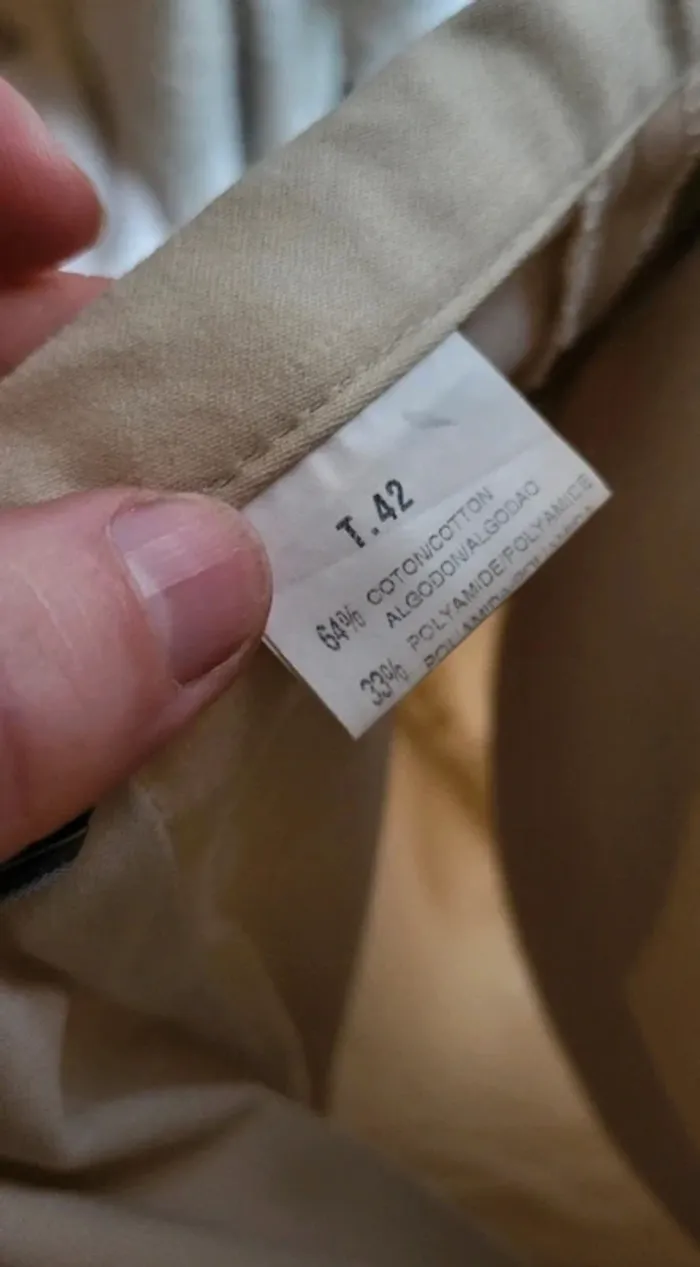 T.42
64% COTON/COTTON
ALGODON/ALGODAO
33% POLYAMIDE/POLYAMIDE